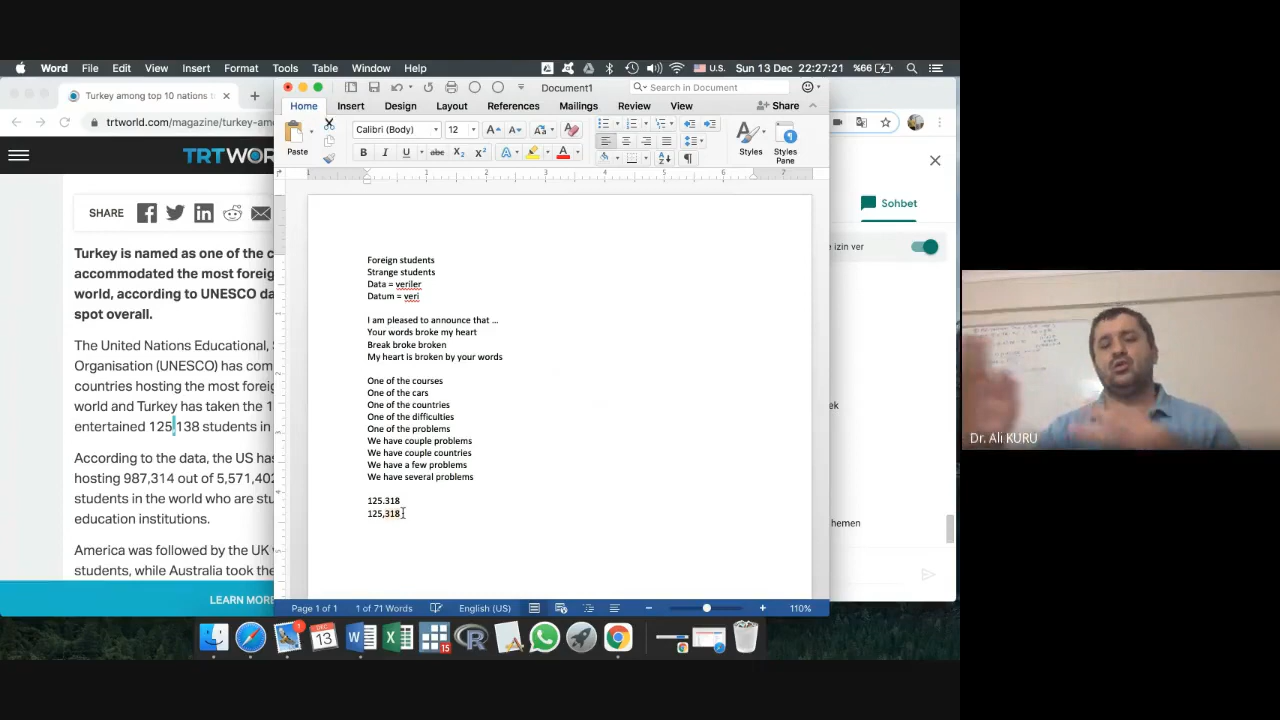 Word File Edit View Insert Format Tools Table Window Help U.S. Sun 13 Dec 22:27:21 %66
Document1
Search in Document
Turkey among top 10 nations t
Home Insert Design Layout References Mailings Review View Share
trtworld.com/magazine/turkey-am
Calibri (Body) 12
Paste
Styles
Styles Pane
TRTWO
SHARE
Turkey is named as one of the c
accommodated the most foreig
world, according to UNESCO da
spot overall.
The United Nations Educational, S
Organisation (UNESCO) has com
countries hosting the most foreig
world and Turkey has taken the 1
entertained 125,138 students in
According to the data, the US has
hosting 987,314 out of 5,571,402
students in the world who are stu
education institutions.
America was followed by the UK
students, while Australia took the
LEARN MORE
Foreign students
Strange students
Data = veriler
Datum = veri
I am pleased to announce that ...
Your words broke my heart
Break broke broken
My heart is broken by your words
One of the courses
One of the cars
One of the countries
One of the difficulties
One of the problems
We have couple problems
We have couple countries
We have a few problems
We have several problems
125.318
125,318
Page 1 of 1 1 of 71 Words English (US) 110%
Sohbet
izin ver
ek
hemen
DEC
13
15
Dr. Ali KURU